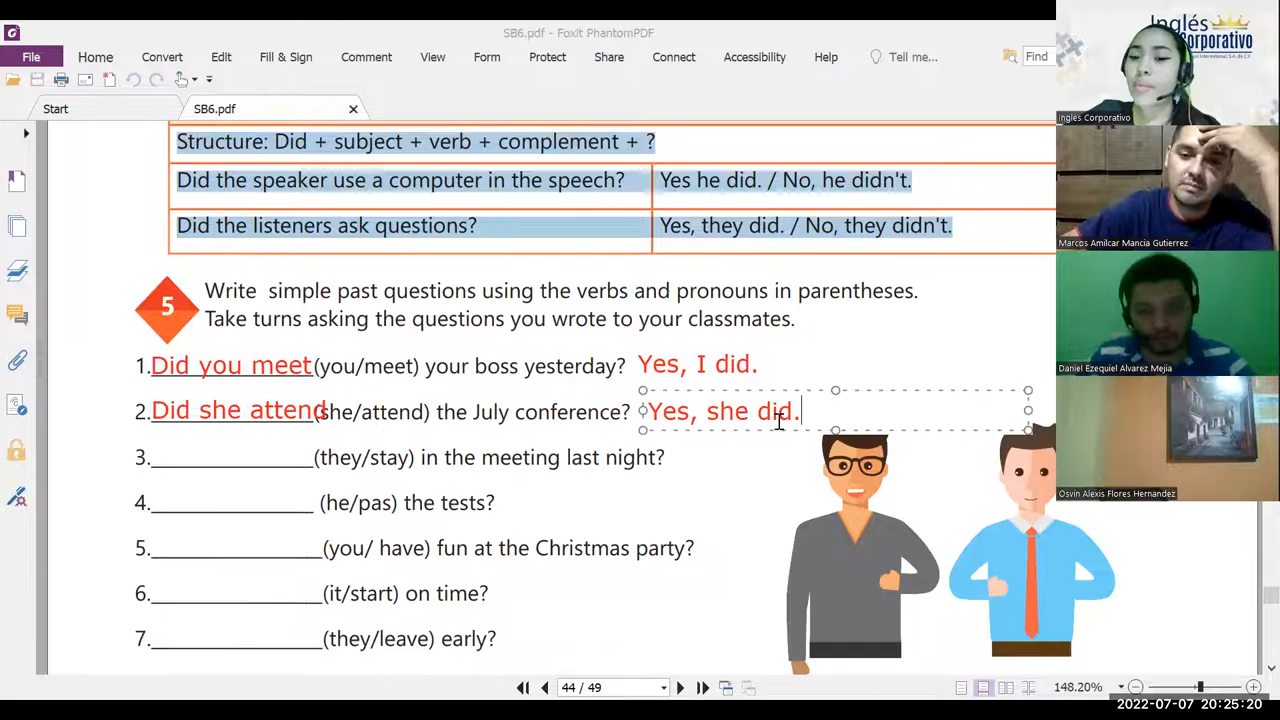 SB6.pdf - Foxit PhantomPDF
File Home Convert Edit Fill & Sign Comment View Form Protect Share Connect Accessibility Help Tell me... Find
Start SB6.pdf
Structure: Did + subject + verb + complement + ?
Did the speaker use a computer in the speech? Yes he did. / No, he didn't.
Did the listeners ask questions? Yes, they did. / No, they didn't.
5 Write simple past questions using the verbs and pronouns in parentheses.
Take turns asking the questions you wrote to your classmates.
1.Did you meet(you/meet) your boss yesterday? Yes, I did.
2.Did she attend(she/attend) the July conference? Yes, she did.
3._____________(they/stay) in the meeting last night?
4._____________ (he/pas) the tests?
5.______________(you/ have) fun at the Christmas party?
6.______________(it/start) on time?
7.______________(they/leave) early?
44 / 49
148.20%
Inglés
Corporativo
Ingles Corporativo
Marcos Amilcar Mancia Gutierrez
Daniel Ezequiel Alvarez Mejia
Osvin Alexis Flores Hernandez
2022-07-07 20:25:20